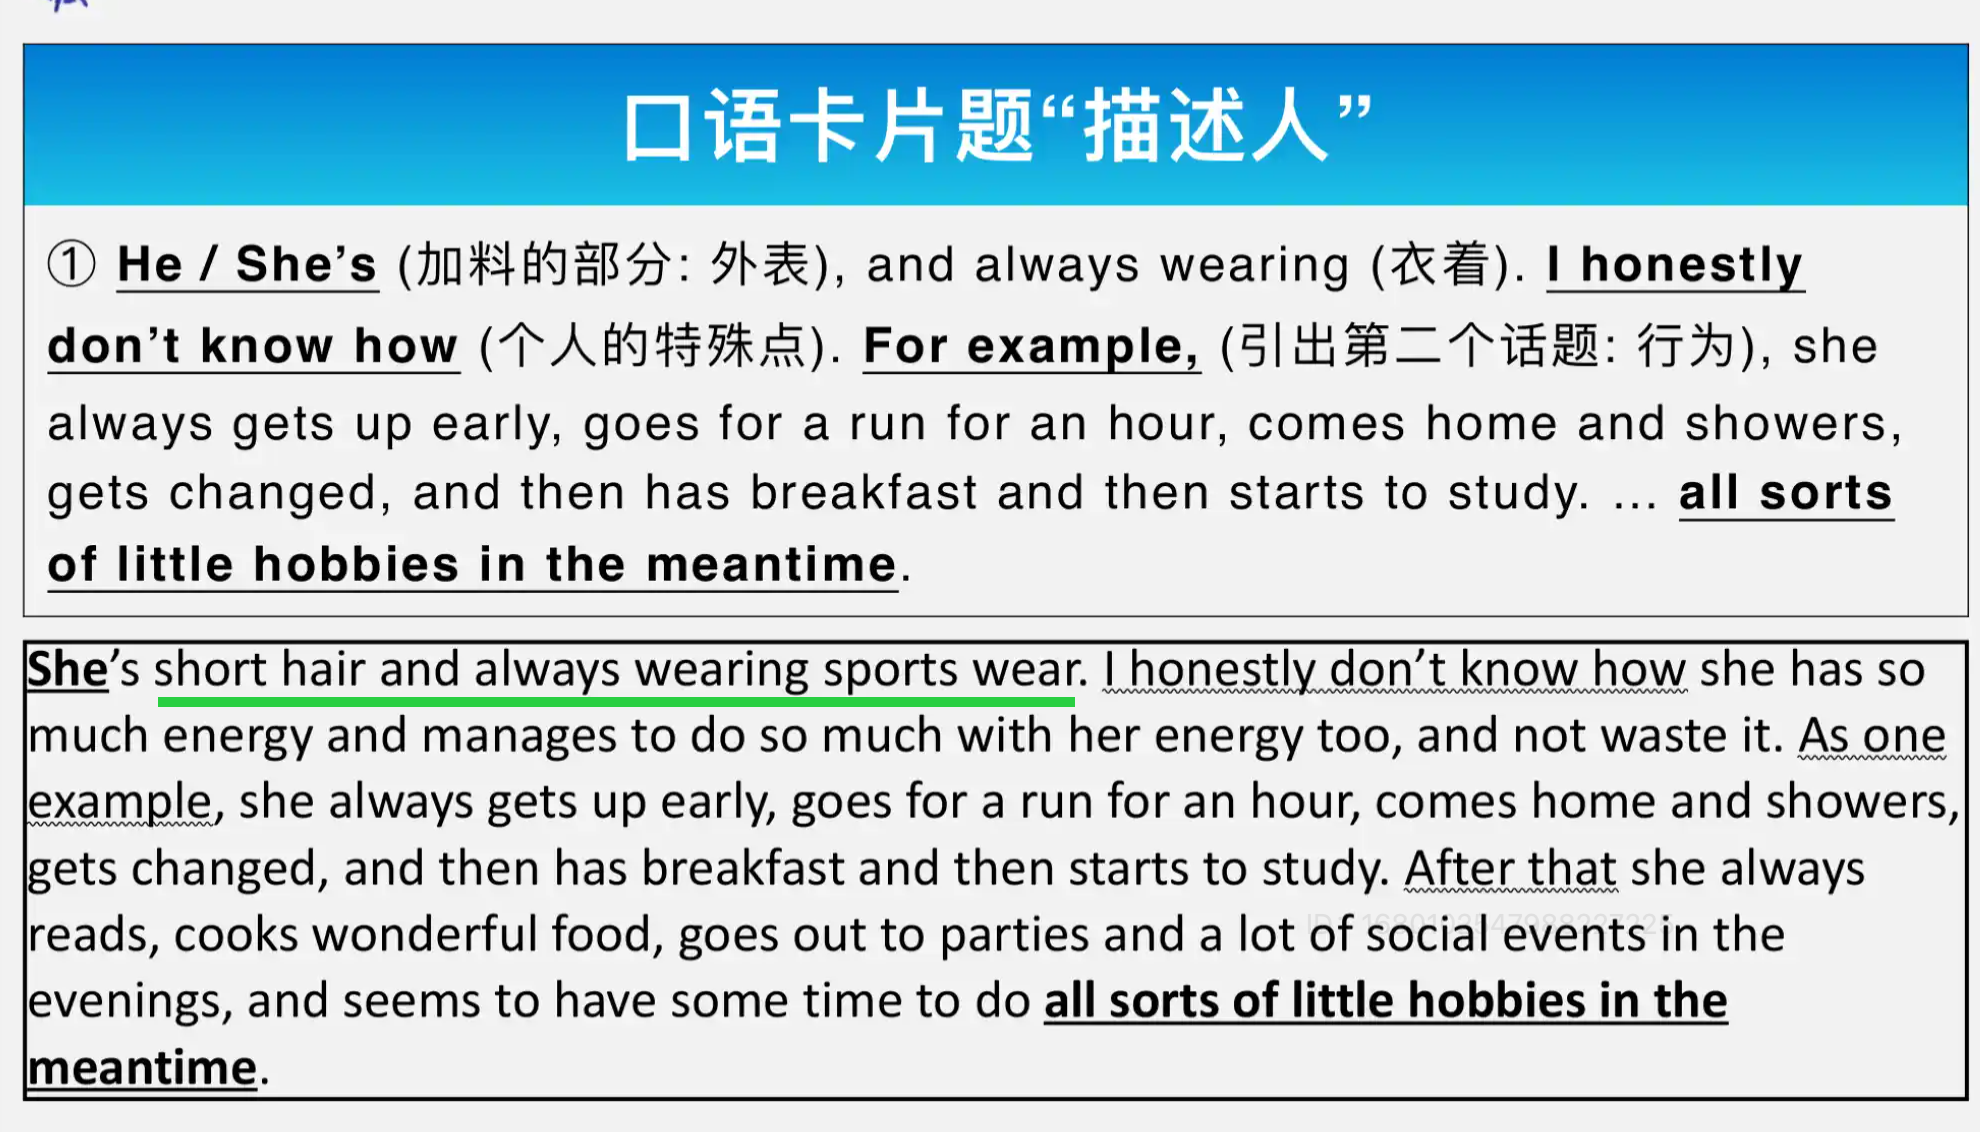 口语卡片题“描述人”
① He / She’s (加料的部分: 外表), and always wearing (衣着). I honestly
don’t know how (个人的特殊点). For example, (引出第二个话题: 行为), she
always gets up early, goes for a run for an hour, comes home and showers,
gets changed, and then has breakfast and then starts to study. ... all sorts
of little hobbies in the meantime.
She’s short hair and always wearing sports wear. I honestly don’t know how she has so
much energy and manages to do so much with her energy too, and not waste it. As one
example, she always gets up early, goes for a run for an hour, comes home and showers,
gets changed, and then has breakfast and then starts to study. After that she always
reads, cooks wonderful food, goes out to parties and a lot of social events in the
evenings, and seems to have some time to do all sorts of little hobbies in the
meantime.